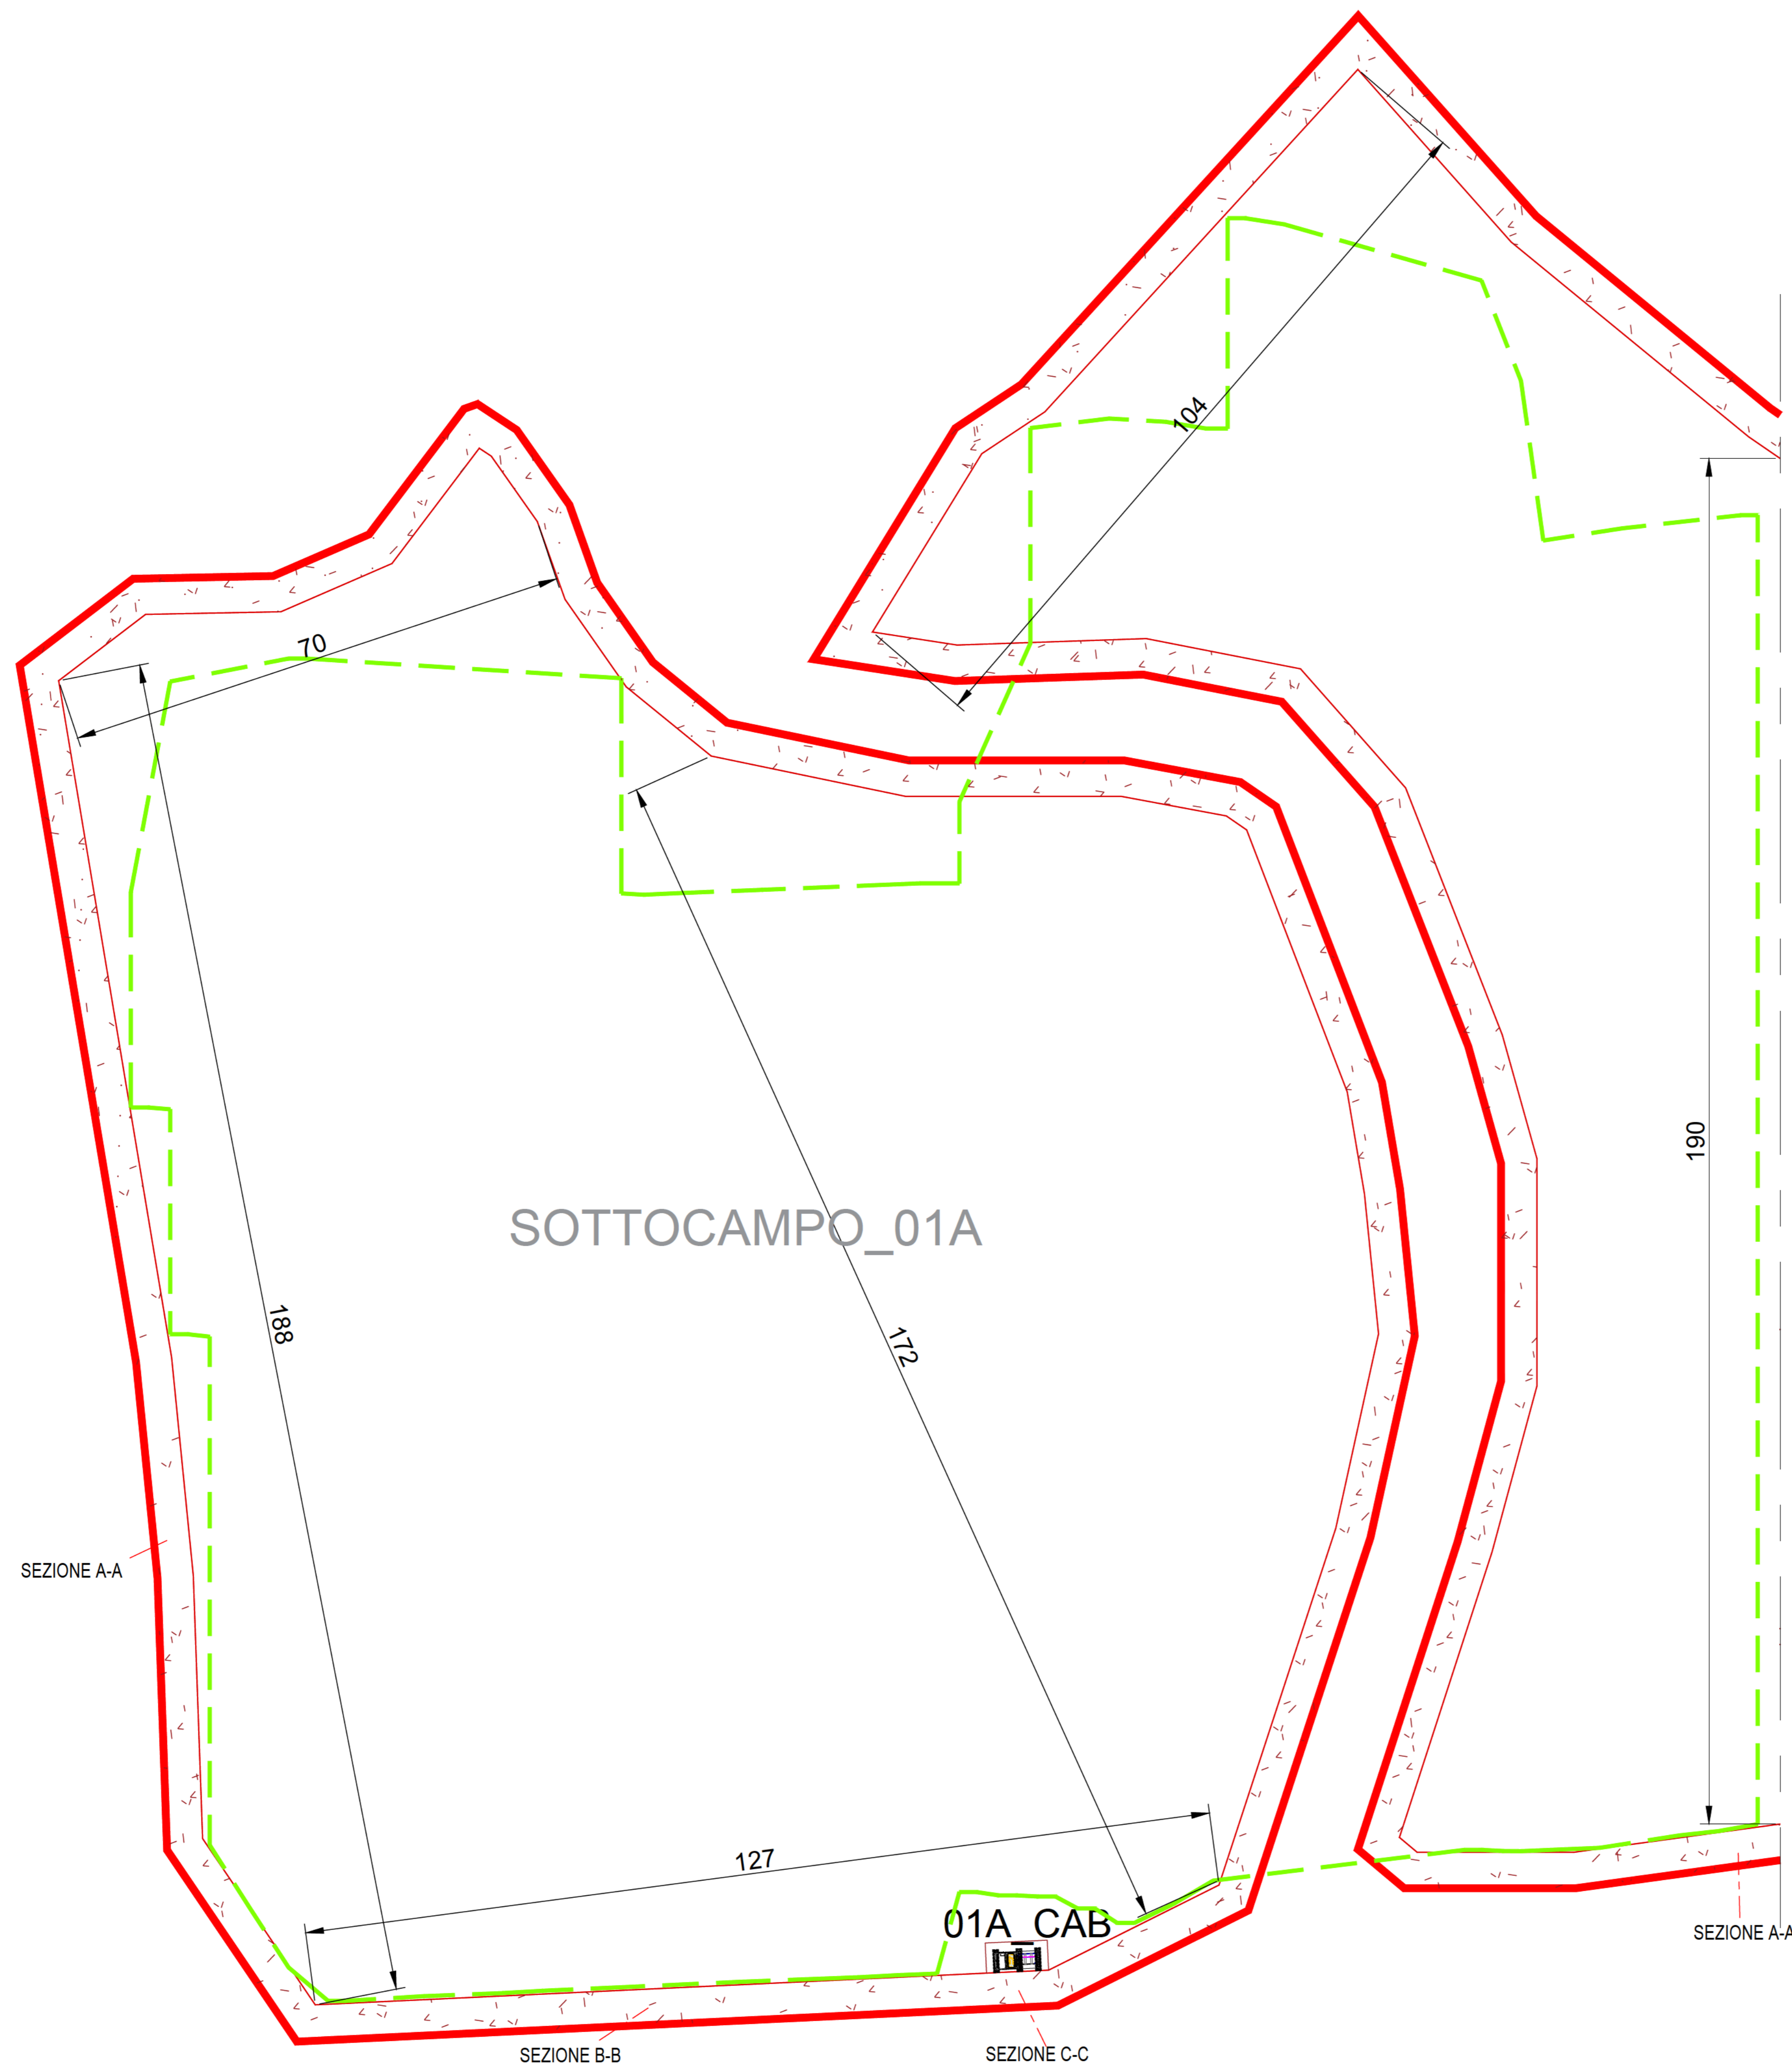 104
70
190
SOTTOCAMPO_01A
188
172
SEZIONE A-A
127
01A_CAB
SEZIONE A-A
SEZIONE B-B
SEZIONE C-C